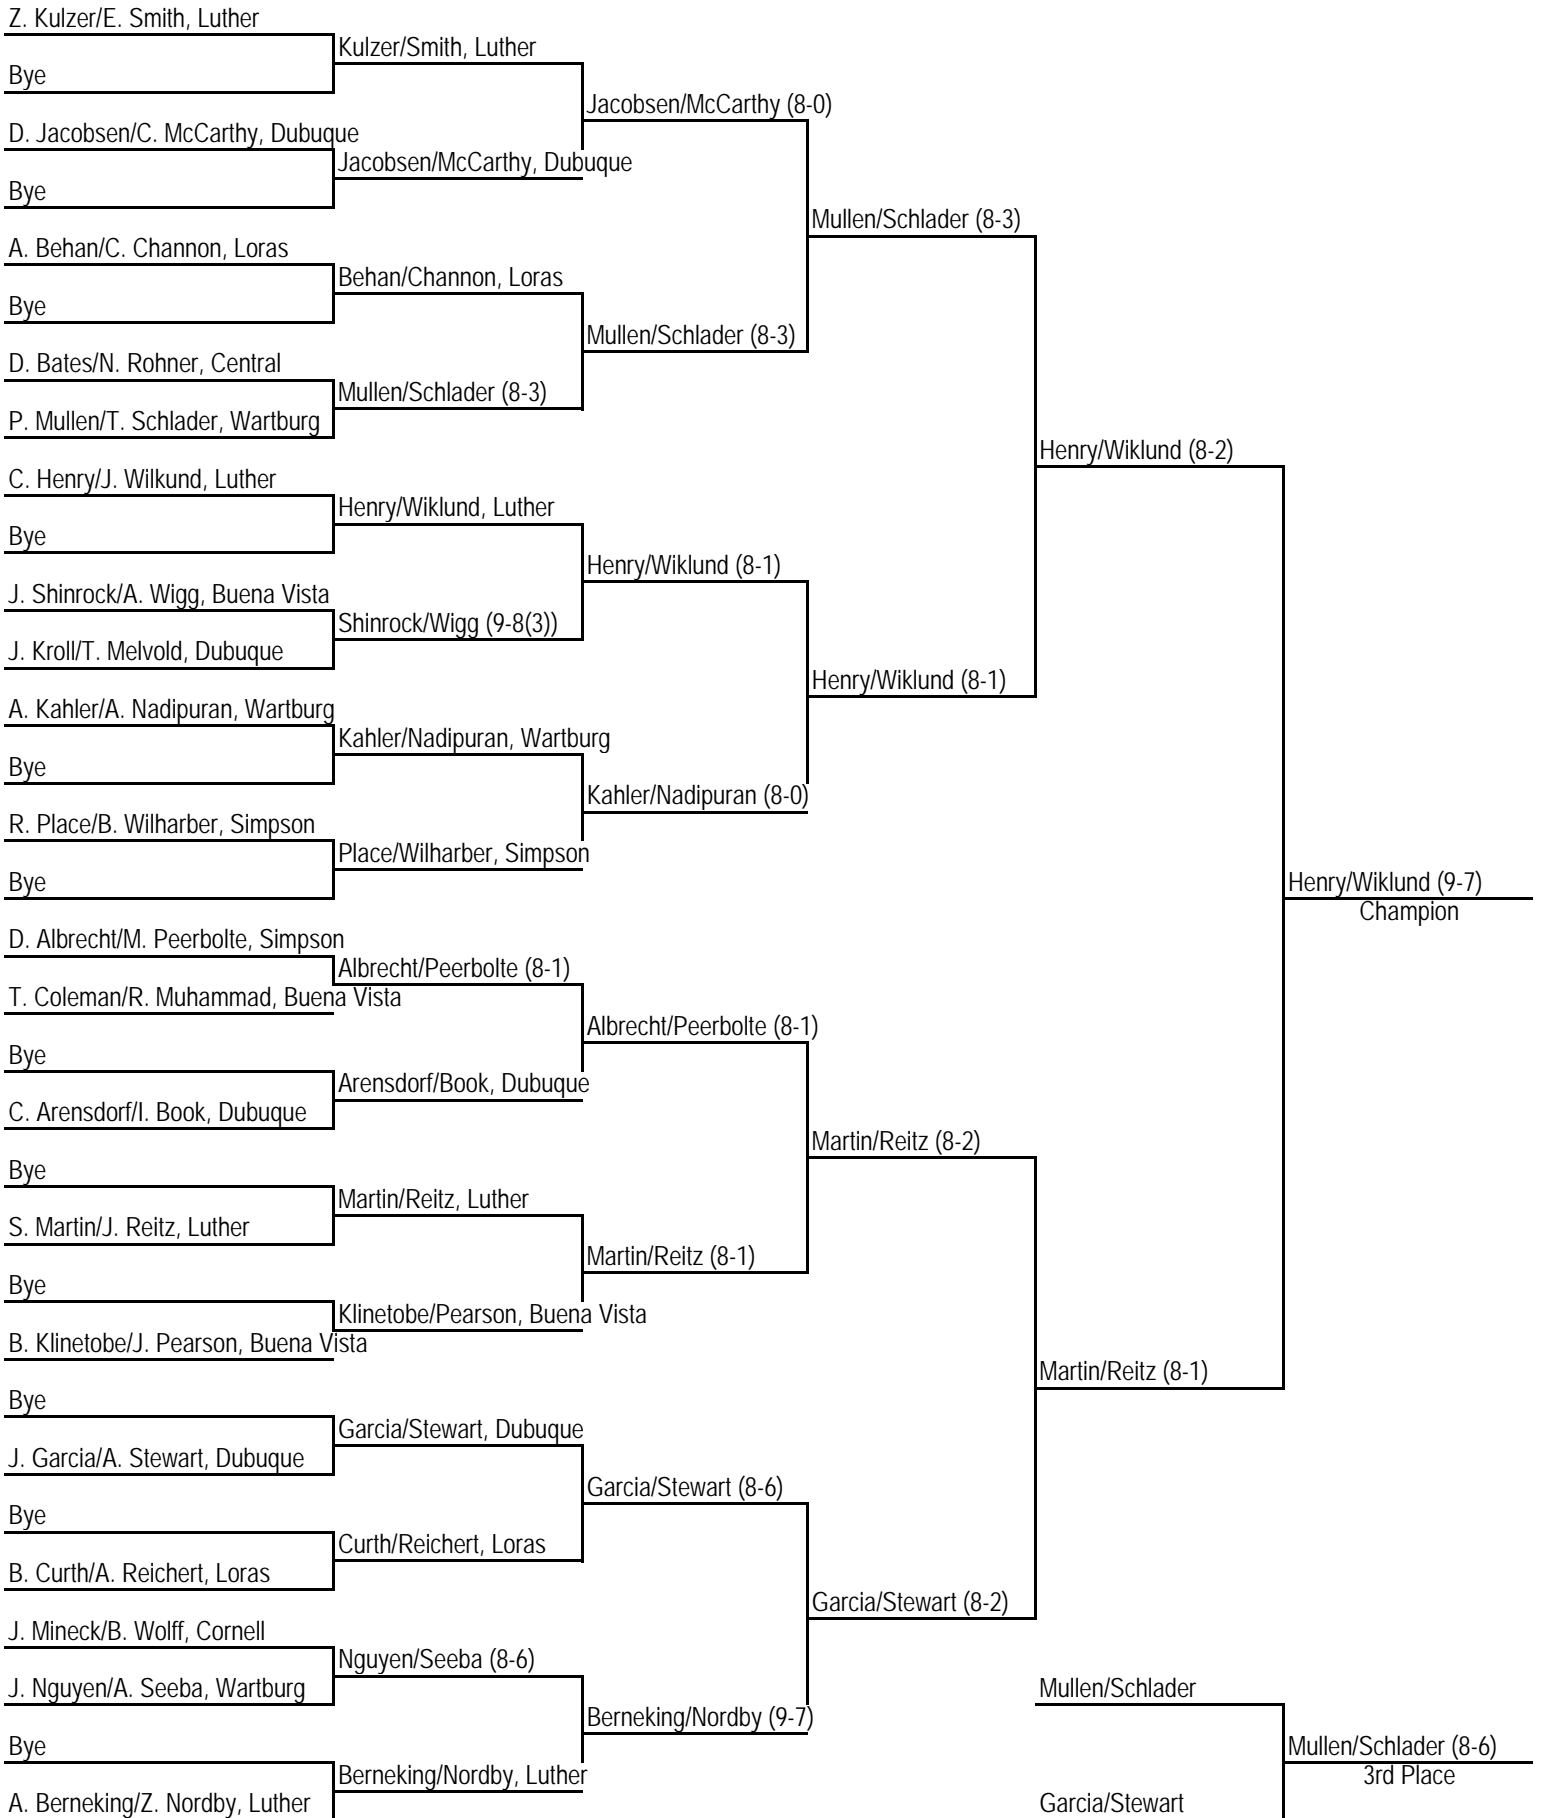 Z. Kulzer/E. Smith, Luther
Kulzer/Smith, Luther
Bye
Jacobsen/McCarthy (8-0)
D. Jacobsen/C. McCarthy, Dubuque
Jacobsen/McCarthy, Dubuque
Bye
Mullen/Schlader (8-3)
A. Behan/C. Channon, Loras
Behan/Channon, Loras
Bye
Mullen/Schlader (8-3)
D. Bates/N. Rohner, Central
Mullen/Schlader (8-3)
P. Mullen/T. Schlader, Wartburg
Henry/Wiklund (8-2)
C. Henry/J. Wilkund, Luther
Henry/Wiklund, Luther
Bye
Henry/Wiklund (8-1)
J. Shinrock/A. Wigg, Buena Vista
Shinrock/Wigg (9-8(3))
J. Kroll/T. Melvold, Dubuque
Henry/Wiklund (8-1)
A. Kahler/A. Nadipuran, Wartburg
Kahler/Nadipuran, Wartburg
Bye
Kahler/Nadipuran (8-0)
R. Place/B. Wilharber, Simpson
Place/Wilharber, Simpson
Bye
Henry/Wiklund (9-7)
Champion
D. Albrecht/M. Peerbolte, Simpson
Albrecht/Peerbolte (8-1)
T. Coleman/R. Muhammad, Buena Vista
Albrecht/Peerbolte (8-1)
Bye
Arensdorf/Book, Dubuque
C. Arensdorf/I. Book, Dubuque
Martin/Reitz (8-2)
Bye
Martin/Reitz, Luther
S. Martin/J. Reitz, Luther
Martin/Reitz (8-1)
Bye
Klinetobe/Pearson, Buena Vista
B. Klinetobe/J. Pearson, Buena Vista
Martin/Reitz (8-1)
Bye
Garcia/Stewart, Dubuque
J. Garcia/A. Stewart, Dubuque
Garcia/Stewart (8-6)
Bye
Curth/Reichert, Loras
B. Curth/A. Reichert, Loras
Garcia/Stewart (8-2)
J. Mineck/B. Wolff, Cornell
Nguyen/Seeba (8-6)
J. Nguyen/A. Seeba, Wartburg
Mullen/Schlader
Berneking/Nordby (9-7)
Bye
Mullen/Schlader (8-6)
Berneking/Nordby, Luther
3rd Place
A. Berneking/Z. Nordby, Luther
Garcia/Stewart